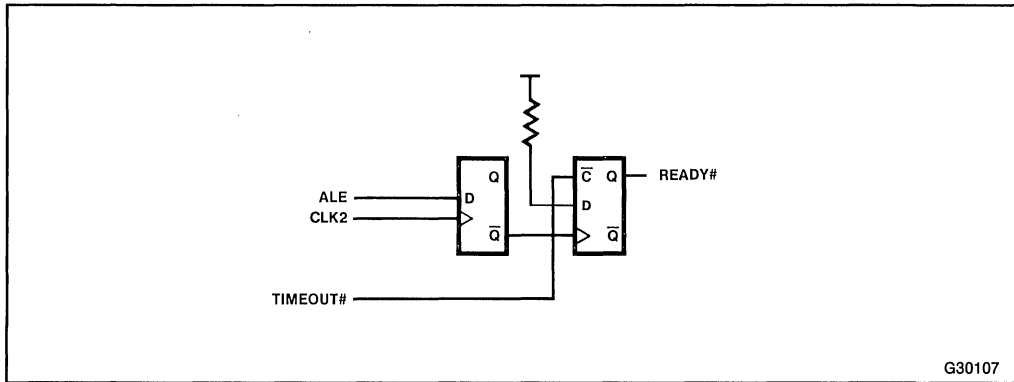 C̅ Q READY#
Q
ALE D D
CLK2
Q̅ Q̅
TIMEOUT#
G30107